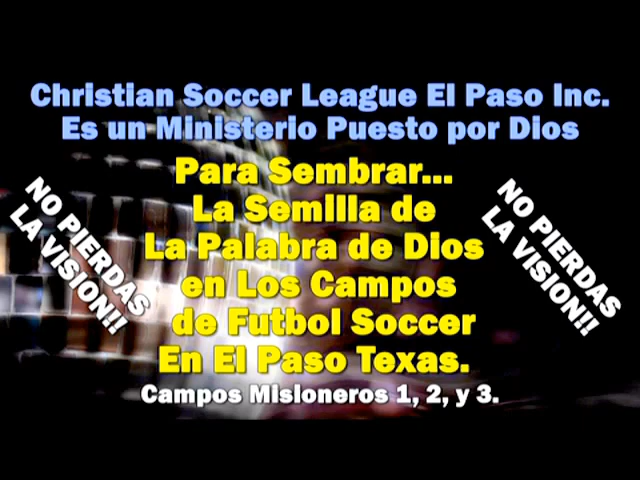 Christian Soccer League El Paso Inc.
Es un Ministerio Puesto por Dios
Para Sembrar...
La Semilla de
La Palabra de Dios
en Los Campos
de Futbol Soccer
En El Paso Texas.
Campos Misioneros 1, 2, y 3.
NO PIERDAS
LA VISION!!
NO PIERDAS
LA VISION!!